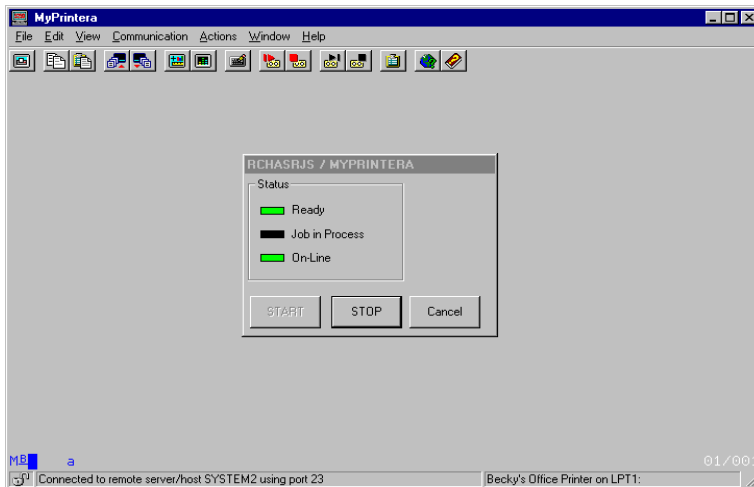 MyPrintera
File Edit View Communication Actions Window Help
RCHASRJS / MYPRINTERA
Status
Ready
Job in Process
On-Line
START STOP Cancel
MB a 01/001
Connected to remote server/host SYSTEM2 using port 23 Becky's Office Printer on LPT1: